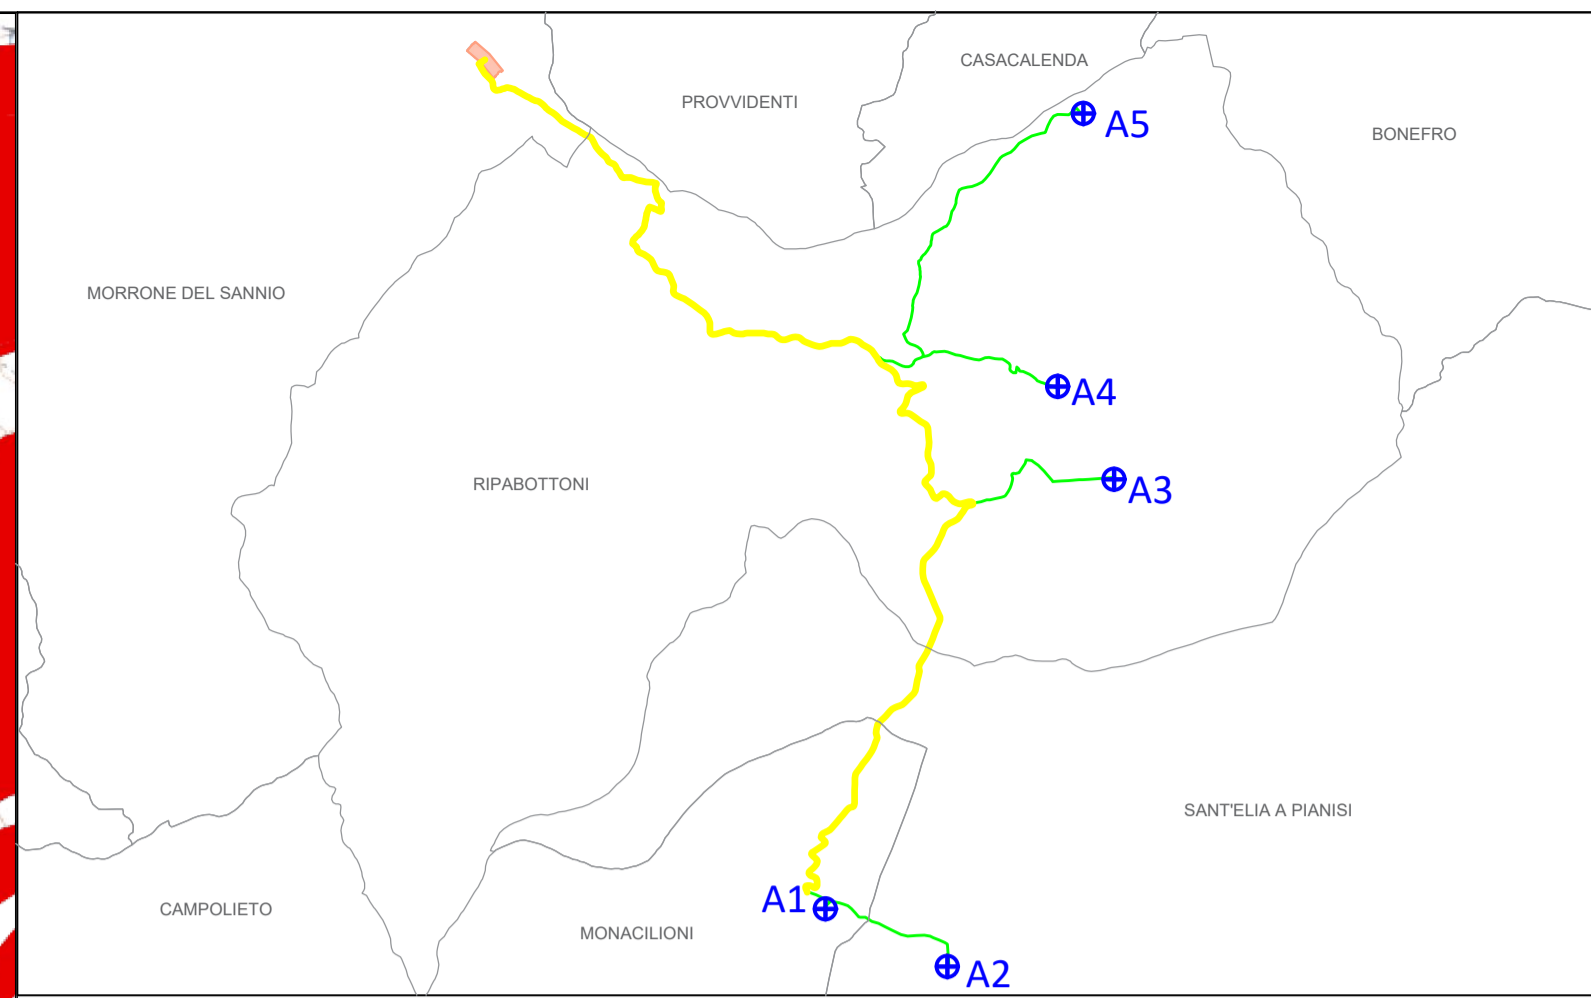 CASACALENDA
PROVVIDENTI
A5
BONEFRO
MORRONE DEL SANNIO
A4
RIPABOTTONI
A3
SANT'ELIA A PIANISI
A1
CAMPOLIETO
MONACILIONI
A2